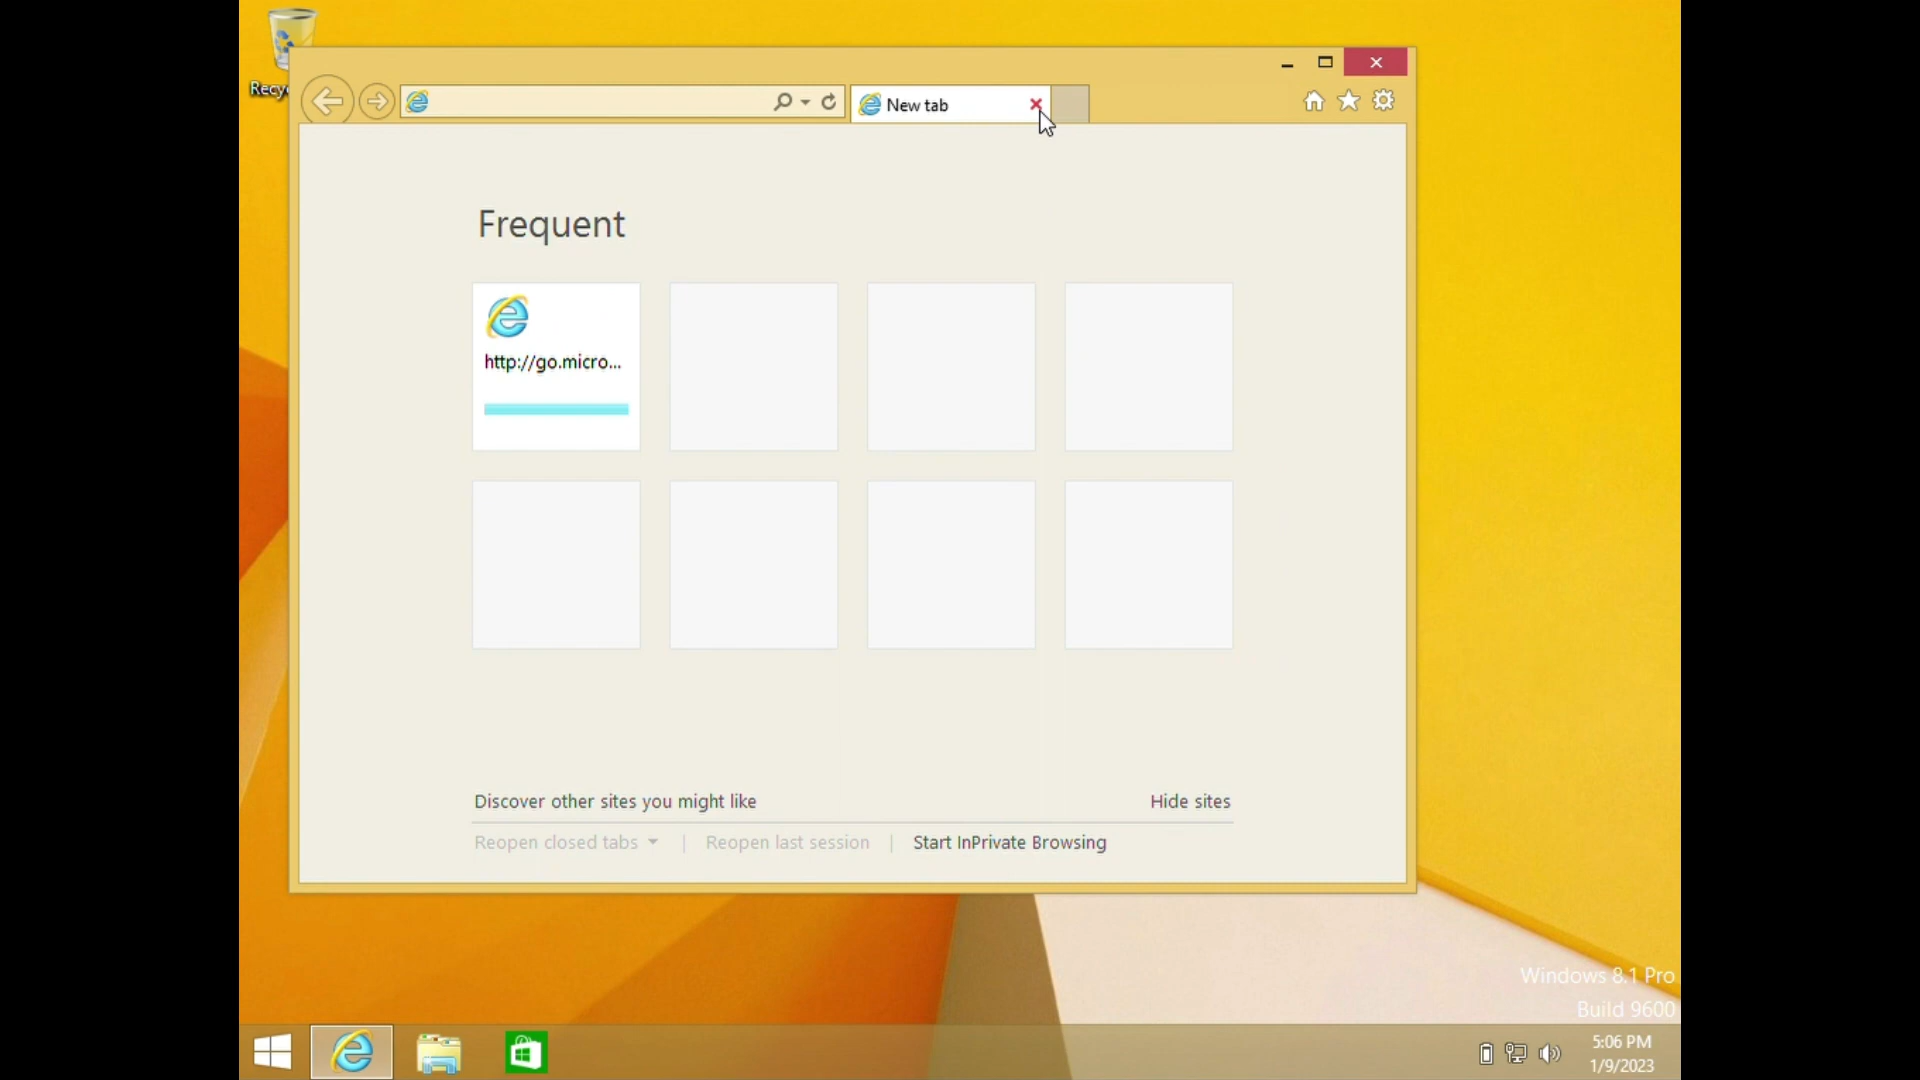 Recy
New tab
Frequent
http://go.micro...
Discover other sites you might like
Hide sites
Reopen closed tabs
Reopen last session
Start InPrivate Browsing
Windows 8.1 Pro
Build 9600
5:06 PM
1/9/2023